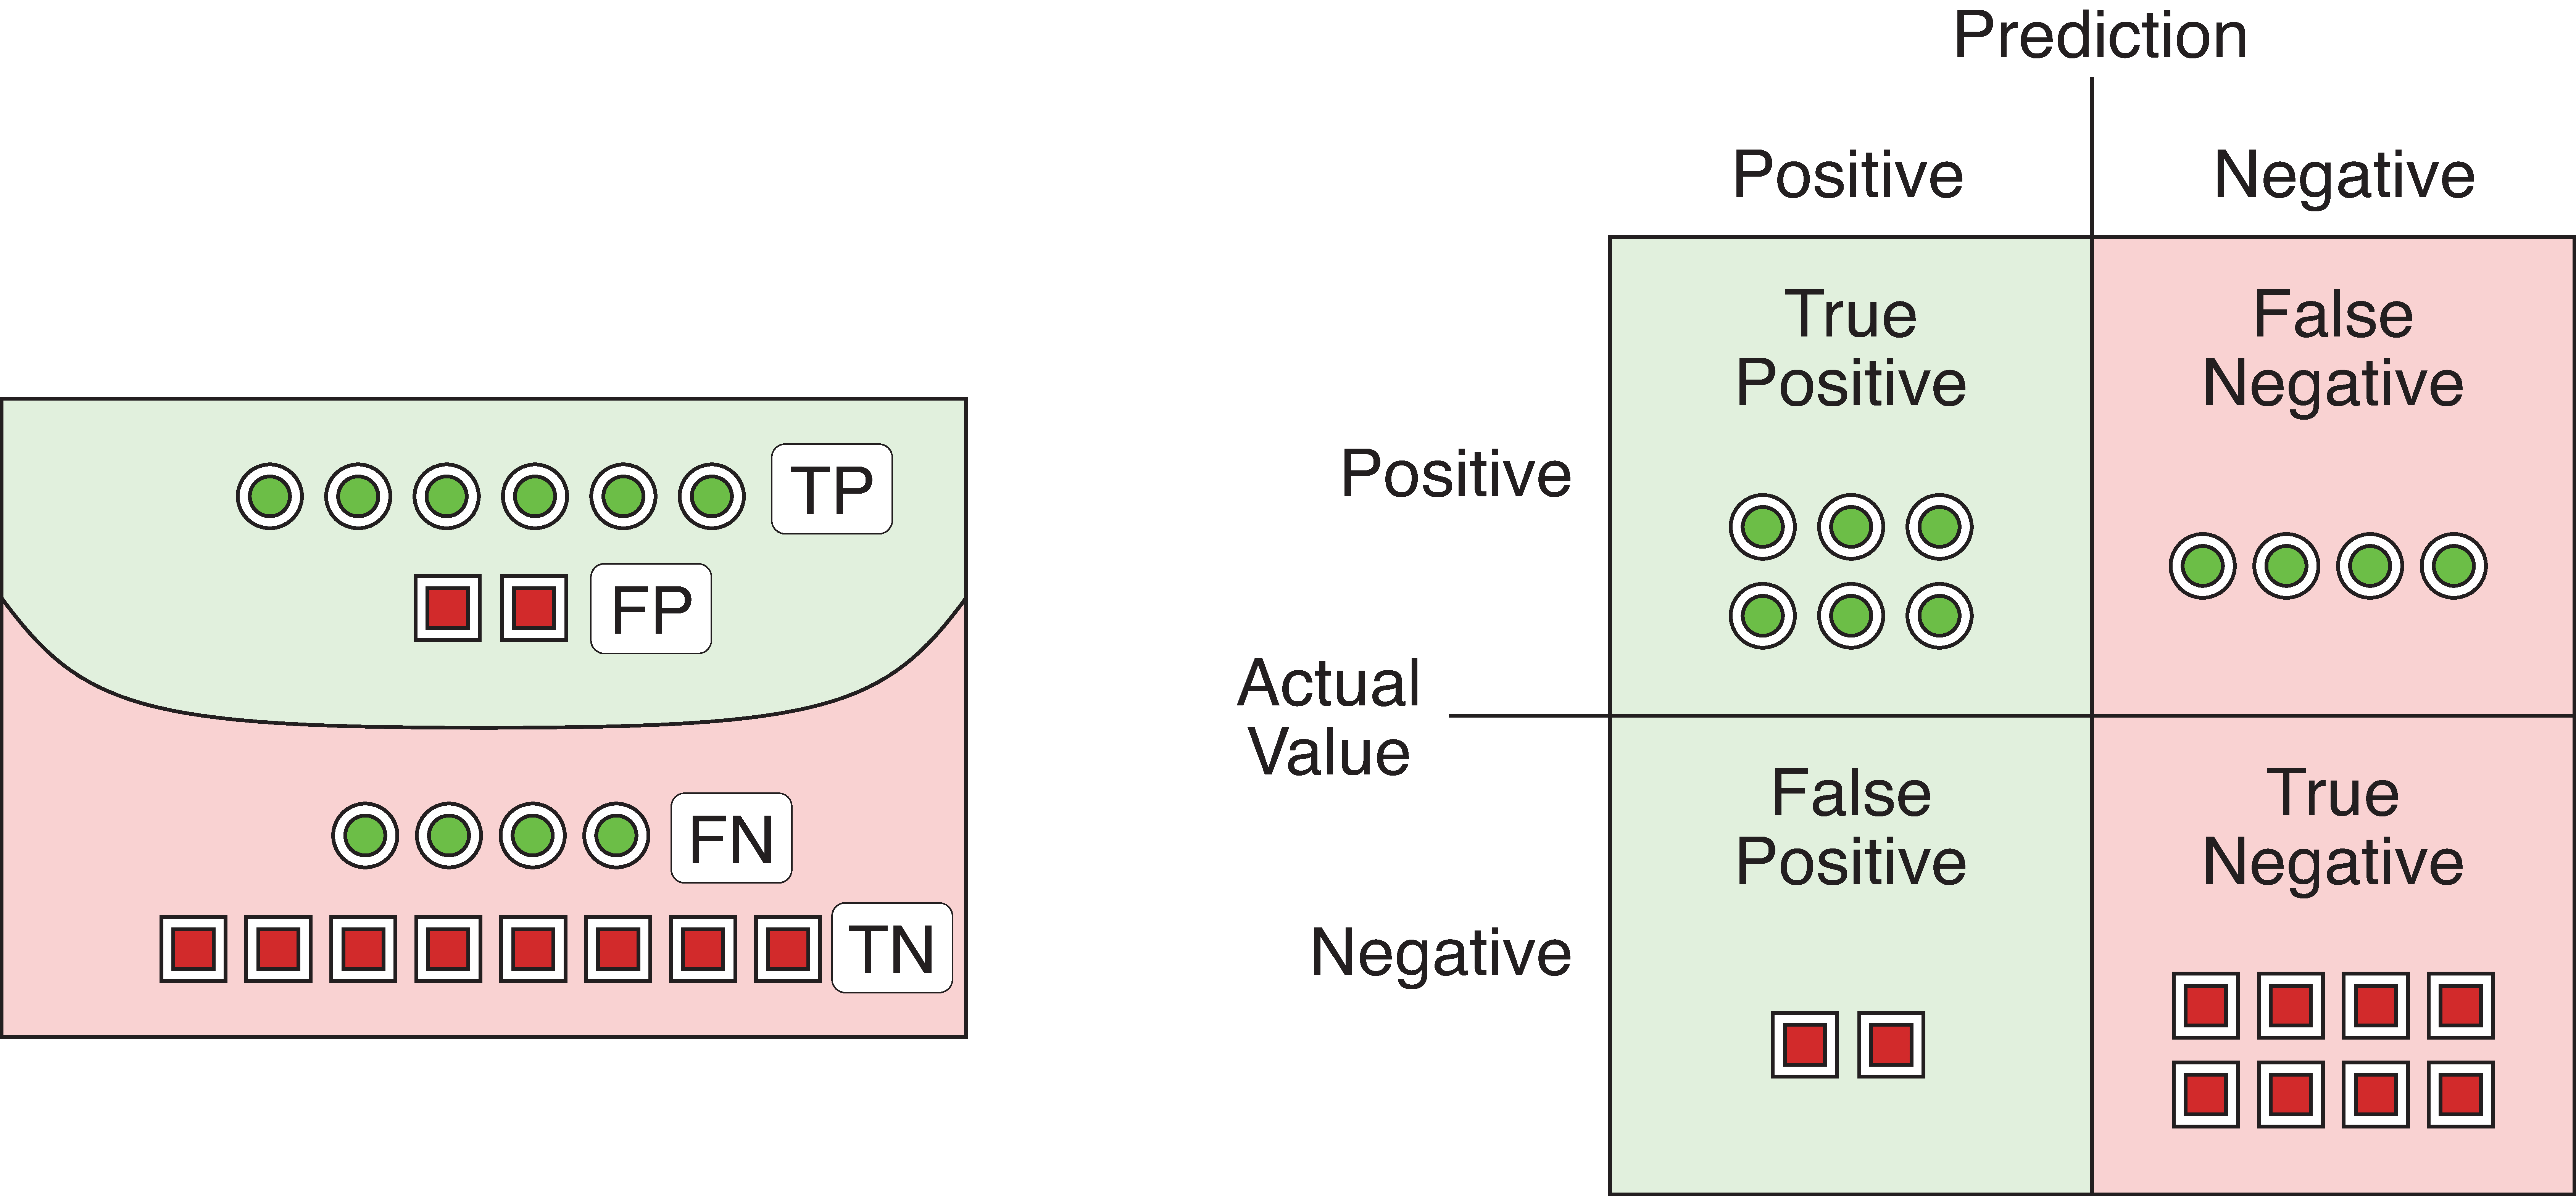 TP
FP
FN
TN
Prediction
Positive
Negative
True
Positive
False
Negative
Positive
Actual
Value
False
Positive
True
Negative
Negative